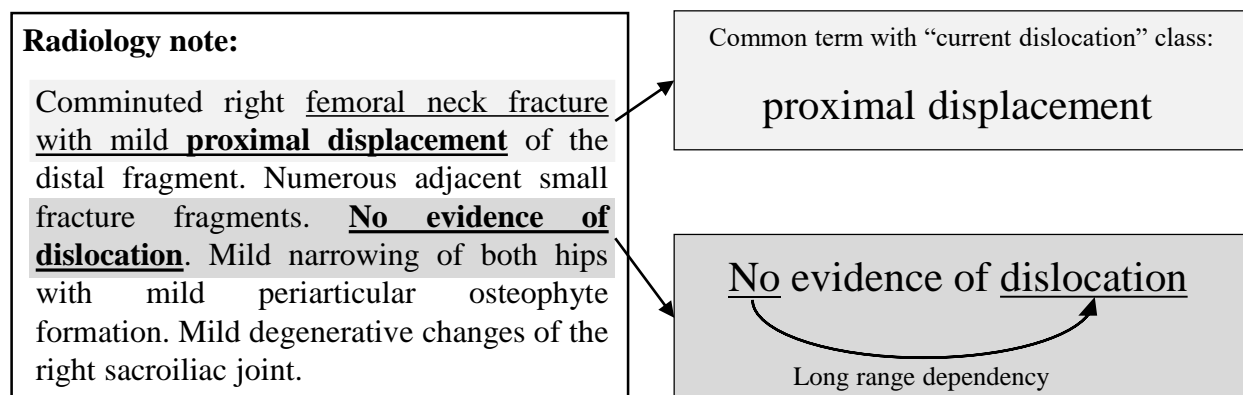 Radiology note:
Comminuted right femoral neck fracture
with mild proximal displacement of the
distal fragment. Numerous adjacent small
fracture fragments. No evidence of
dislocation. Mild narrowing of both hips
with mild periarticular osteophyte
formation. Mild degenerative changes of the
right sacroiliac joint.
Common term with “current dislocation” class:
proximal displacement
No evidence of dislocation
Long range dependency